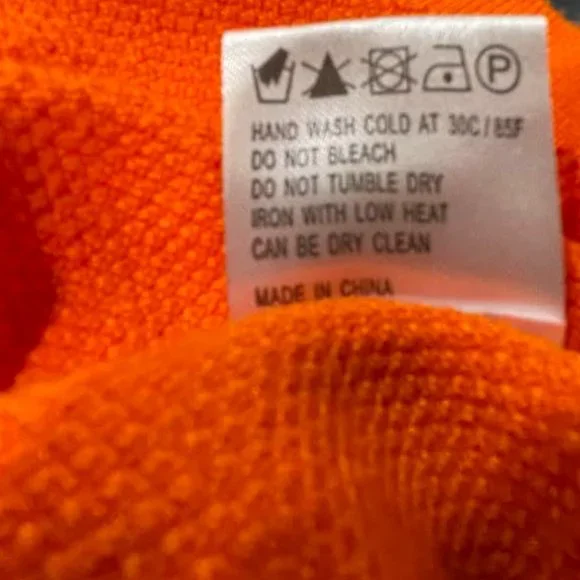 P
HAND WASH COLD AT 30C/85F
DO NOT BLEACH
DO NOT TUMBLE DRY
IRON WITH LOW HEAT
CAN BE DRY CLEAN
MADE IN CHINA